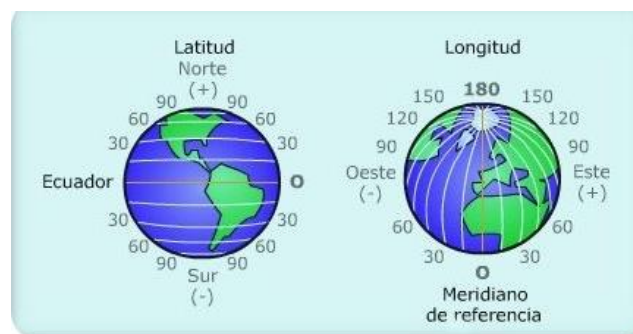 Latitud
Norte
(+)
90 90
60 60
30 30
Ecuador O
30 30
60 60
90 90
Sur
(-)
Longitud
180
150 150
120 120
90 90
Oeste
(-)
Este
(+)
60 60
30 30
O
Meridiano
de referencia